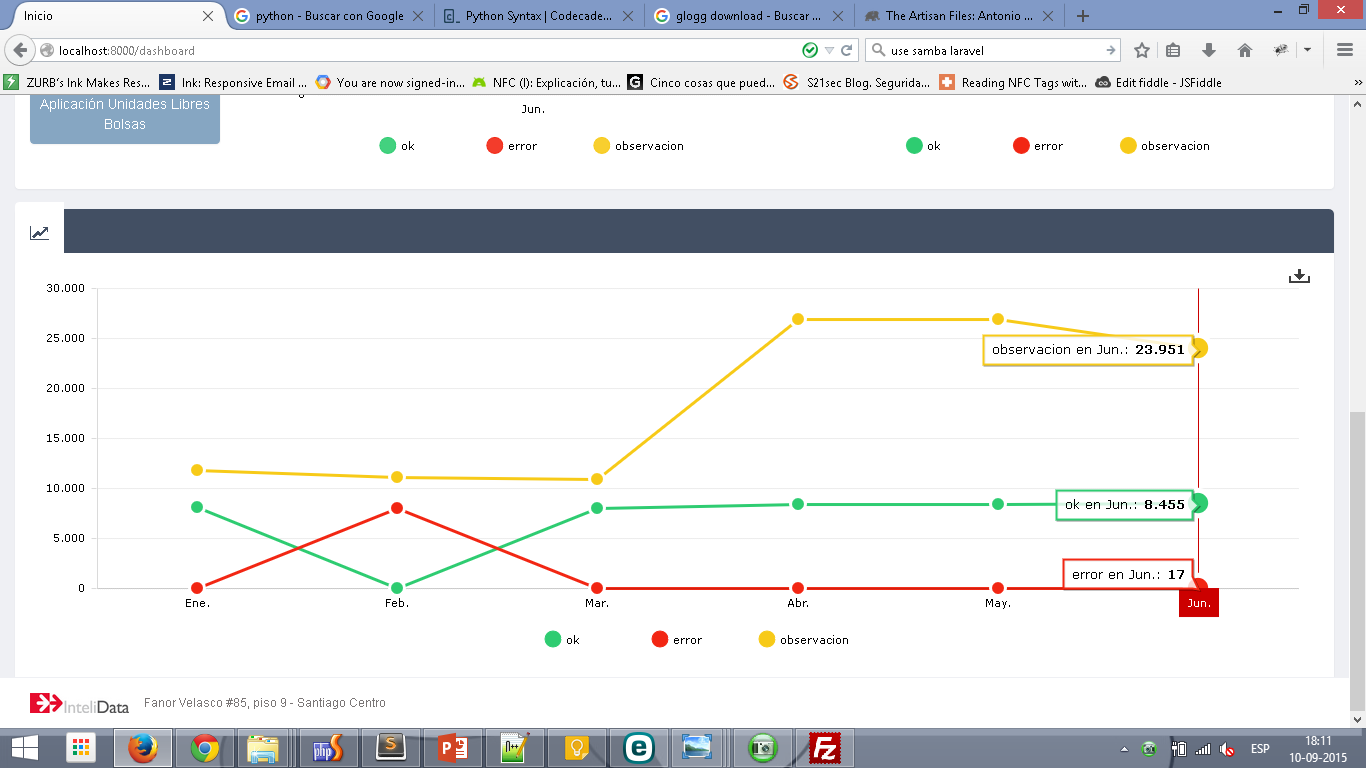 Inicio
python - Buscar con Google
Python Syntax | Codecade...
glogg download - Buscar ...
The Artisan Files: Antonio ...
localhost:8000/dashboard
use samba laravel
ZURB's Ink Makes Res...
Ink: Responsive Email ...
You are now signed-in...
NFC (I): Explicación, tu...
Cinco cosas que pued...
S21sec Blog. Segurida...
Reading NFC Tags wit...
Edit fiddle - JSFiddle
Aplicación Unidades Libres
Bolsas
Jun.
ok error observacion
ok error observacion
30.000
25.000
observacion en Jun.: 23.951
20.000
15.000
10.000
ok en Jun.: 8.455
5.000
error en Jun.: 17
0
Ene. Feb. Mar. Abr. May. Jun.
ok error observacion
InteliData
Fanor Velasco #85, piso 9 - Santiago Centro
ESP
18:11
10-09-2015